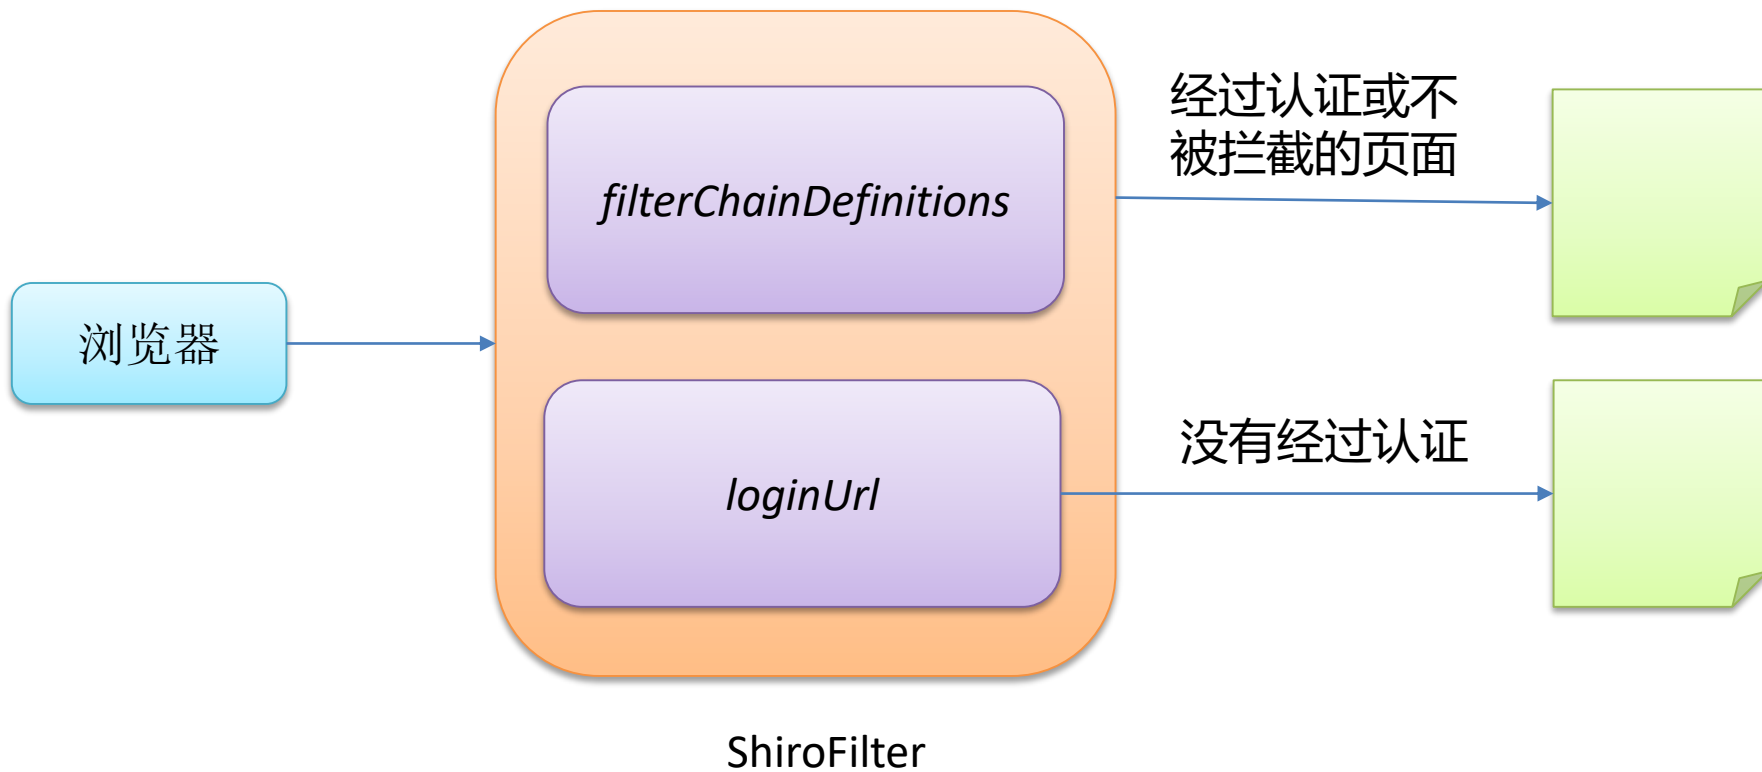 经过认证或不
被拦截的页面
filterChainDefinitions
浏览器
没有经过认证
loginUrl
ShiroFilter